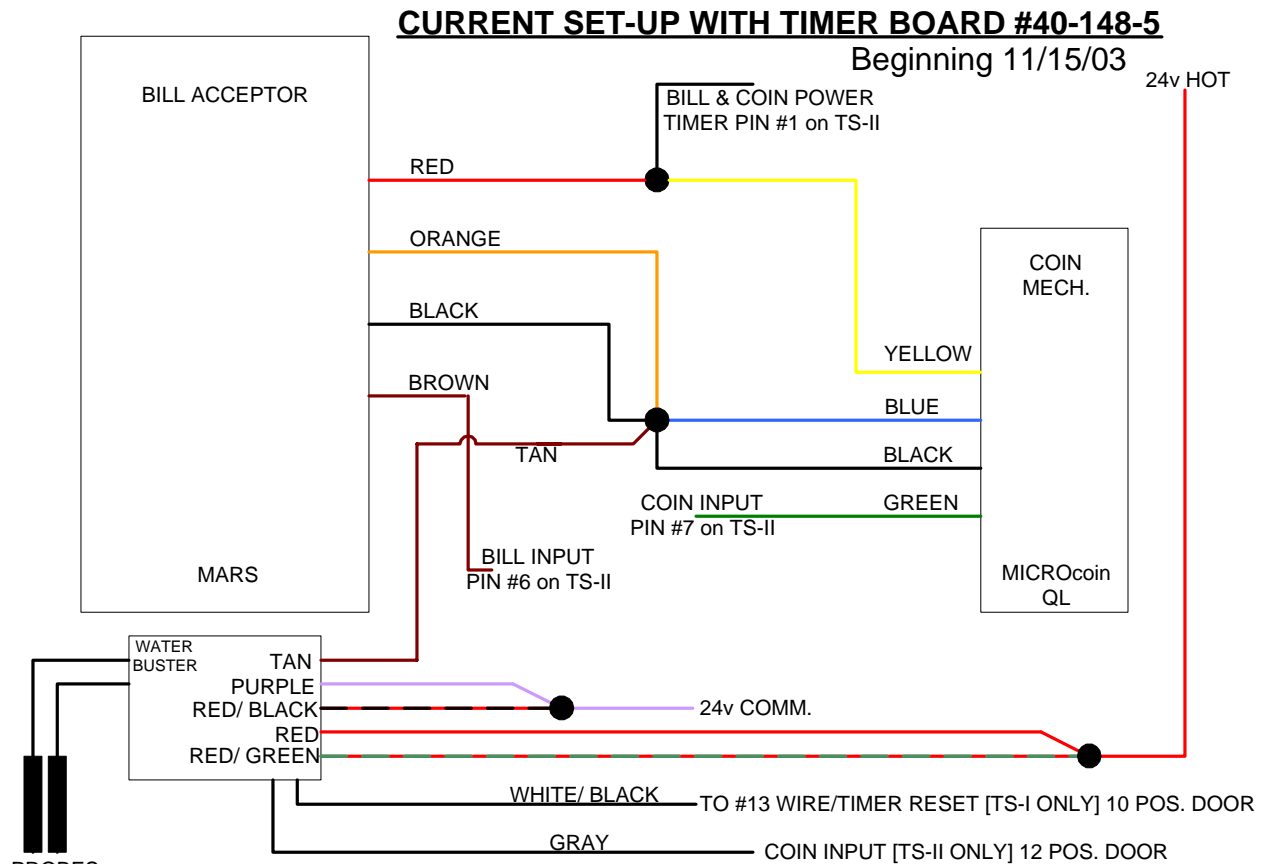 CURRENT SET-UP WITH TIMER BOARD #40-148-5
Beginning 11/15/03
24v HOT
BILL ACCEPTOR
BILL & COIN POWER
TIMER PIN #1 on TS-II
RED
ORANGE
COIN
MECH.
BLACK
YELLOW
BROWN
BLUE
TAN
BLACK
COIN INPUT
PIN #7 on TS-II
GREEN
BILL INPUT
PIN #6 on TS-II
MARS
MICROcoin
QL
WATER
BUSTER
TAN
PURPLE
RED/ BLACK
24v COMM.
RED
RED/ GREEN
WHITE/ BLACK
TO #13 WIRE/TIMER RESET [TS-I ONLY] 10 POS. DOOR
GRAY
COIN INPUT [TS-II ONLY] 12 POS. DOOR
PROBES